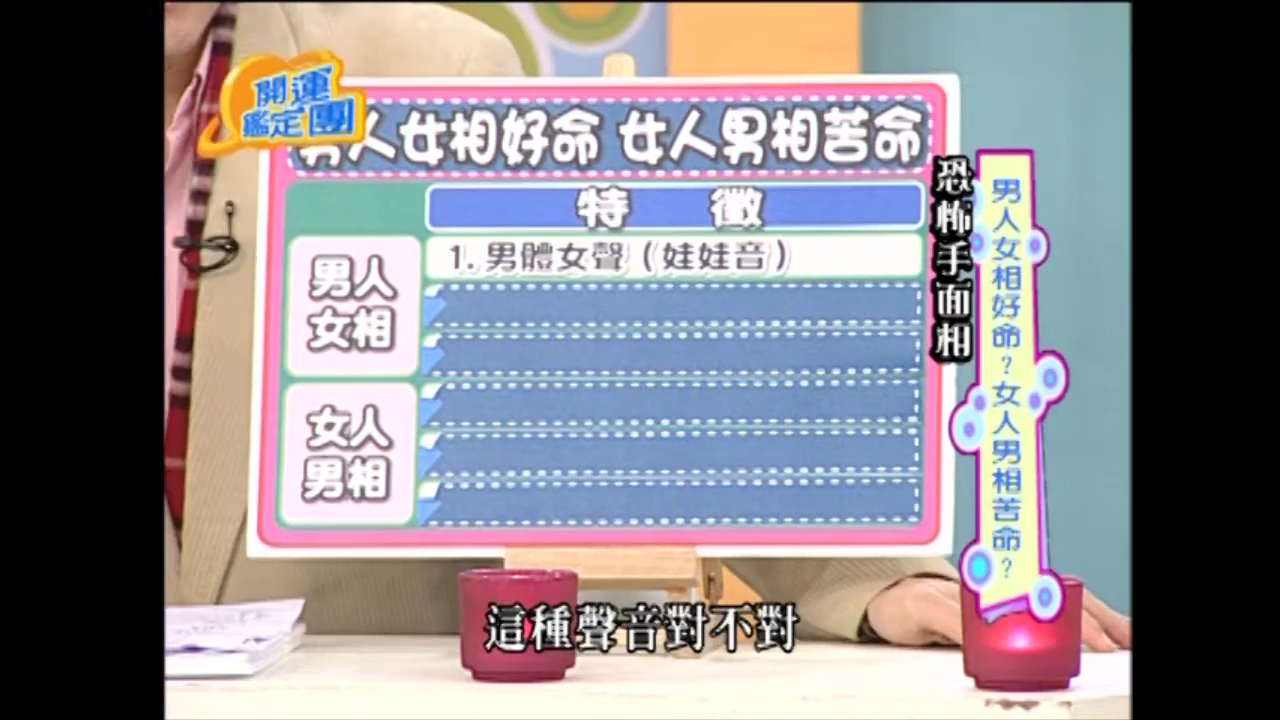 開運
鑑定團
男人女相好命 女人男相苦命
特 徵
男人
女相
1. 男體女聲（娃娃音）
女人
男相
恐怖手面相
男人女相好命？女人男相苦命？
這種聲音對不對